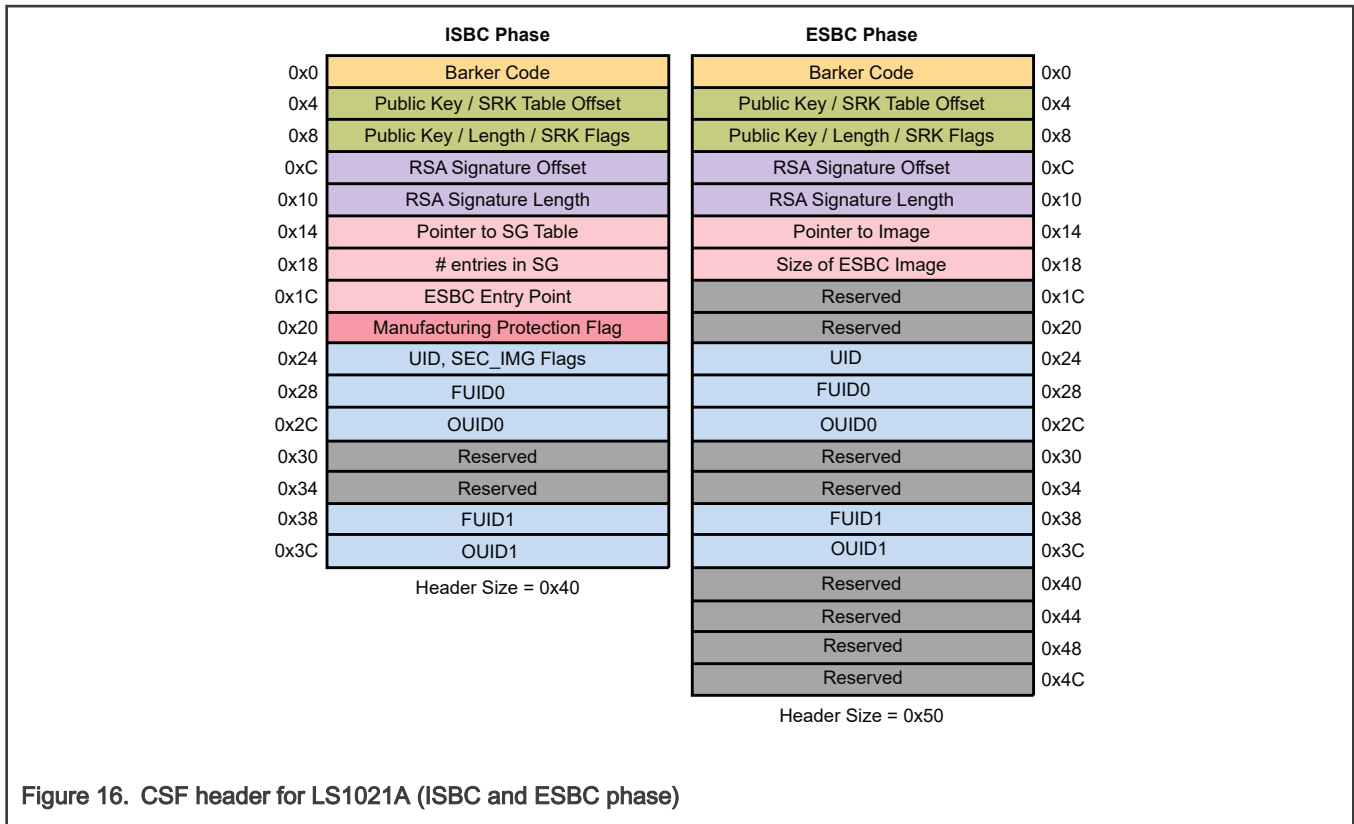 ISBC Phase
0x0 Barker Code
0x4 Public Key / SRK Table Offset
0x8 Public Key / Length / SRK Flags
0xC RSA Signature Offset
0x10 RSA Signature Length
0x14 Pointer to SG Table
0x18 # entries in SG
0x1C ESBC Entry Point
0x20 Manufacturing Protection Flag
0x24 UID, SEC_IMG Flags
0x28 FUID0
0x2C OUID0
0x30 Reserved
0x34 Reserved
0x38 FUID1
0x3C OUID1
Header Size = 0x40
ESBC Phase
Barker Code 0x0
Public Key / SRK Table Offset 0x4
Public Key / Length / SRK Flags 0x8
RSA Signature Offset 0xC
RSA Signature Length 0x10
Pointer to Image 0x14
Size of ESBC Image 0x18
Reserved 0x1C
Reserved 0x20
UID 0x24
FUID0 0x28
OUID0 0x2C
Reserved 0x30
Reserved 0x34
FUID1 0x38
OUID1 0x3C
Reserved 0x40
Reserved 0x44
Reserved 0x48
Reserved 0x4C
Header Size = 0x50
Figure 16. CSF header for LS1021A (ISBC and ESBC phase)